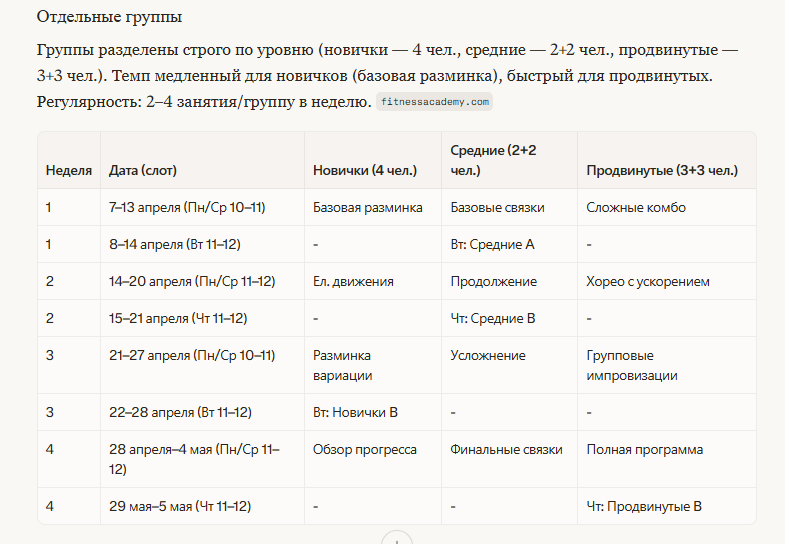 Отдельные группы
Группы разделены строго по уровню (новички — 4 чел., средние — 2+2 чел., продвинутые —
3+3 чел.). Темп медленный для новичков (базовая разминка), быстрый для продвинутых.
Регулярность: 2–4 занятия/группу в неделю. fitnessacademy.com
Неделя Дата (слот) Новички (4 чел.) Средние (2+2 чел.) Продвинутые (3+3 чел.)
1 7–13 апреля (Пн/Ср 10–11) Базовая разминка Базовые связки Сложные комбо
1 8–14 апреля (Вт 11–12) - Вт: Средние А -
2 14–20 апреля (Пн/Ср 11–12) Ел. движения Продолжение Хорео с ускорением
2 15–21 апреля (Чт 11–12) - Чт: Средние В -
3 21–27 апреля (Пн/Ср 10–11) Разминка вариации Усложнение Групповые импровизации
3 22–28 апреля (Вт 11–12) Вт: Новички В - -
4 28 апреля–4 мая (Пн/Ср 11–12) Обзор прогресса Финальные связки Полная программа
4 29 мая–5 мая (Чт 11–12) - - Чт: Продвинутые В